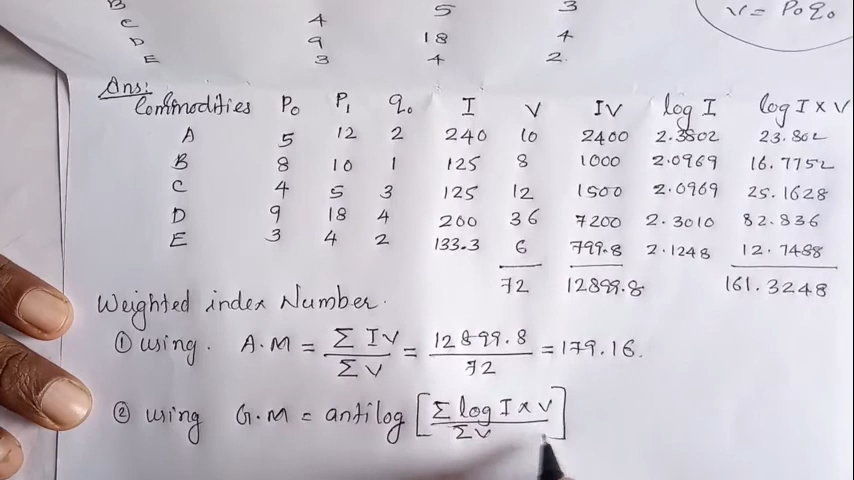 B 4 5 3
C 9 18 4
D 3 4 2.
E
V = P₀q₀
Ans:
Commodities P₀ P₁ q₀ I V IV log I log I x V
A 5 12 2 240 10 2400 2.3802 23.802
B 8 10 1 125 8 1000 2.0969 16.7752
C 4 5 3 125 12 1500 2.0969 25.1628
D 9 18 4 200 36 7200 2.3010 82.836
E 3 4 2 133.3 6 799.8 2.1248 12.7488
72 12899.8 161.3248
Weighted index Number.
① using. A.M = Σ IV / Σ V = 12899.8 / 72 = 179.16.
② using G.M = antilog [Σ log I x V / Σ V]